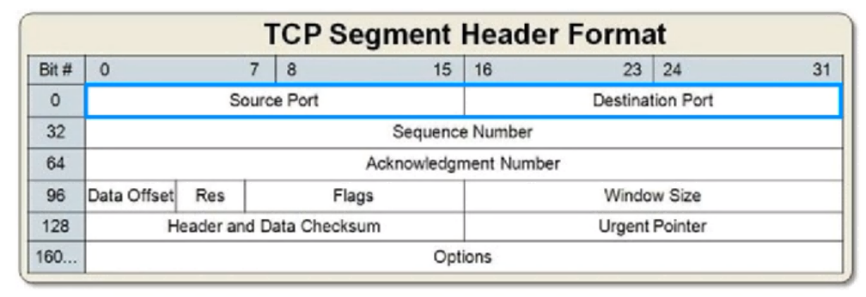 TCP Segment Header Format
Bit # 0 7 8 15 16 23 24 31
0 Source Port Destination Port
32 Sequence Number
64 Acknowledgment Number
96 Data Offset Res Flags Window Size
128 Header and Data Checksum Urgent Pointer
160... Options